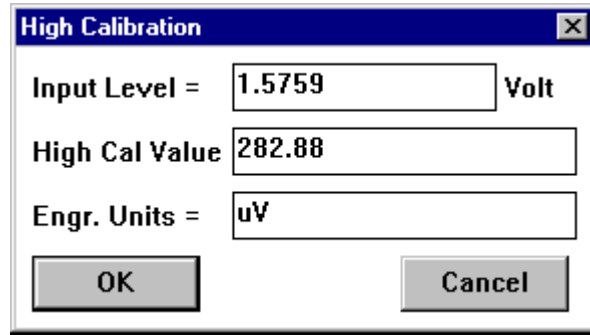 High Calibration
Input Level = 1.5759 Volt
High Cal Value 282.88
Engr. Units = uV
OK Cancel